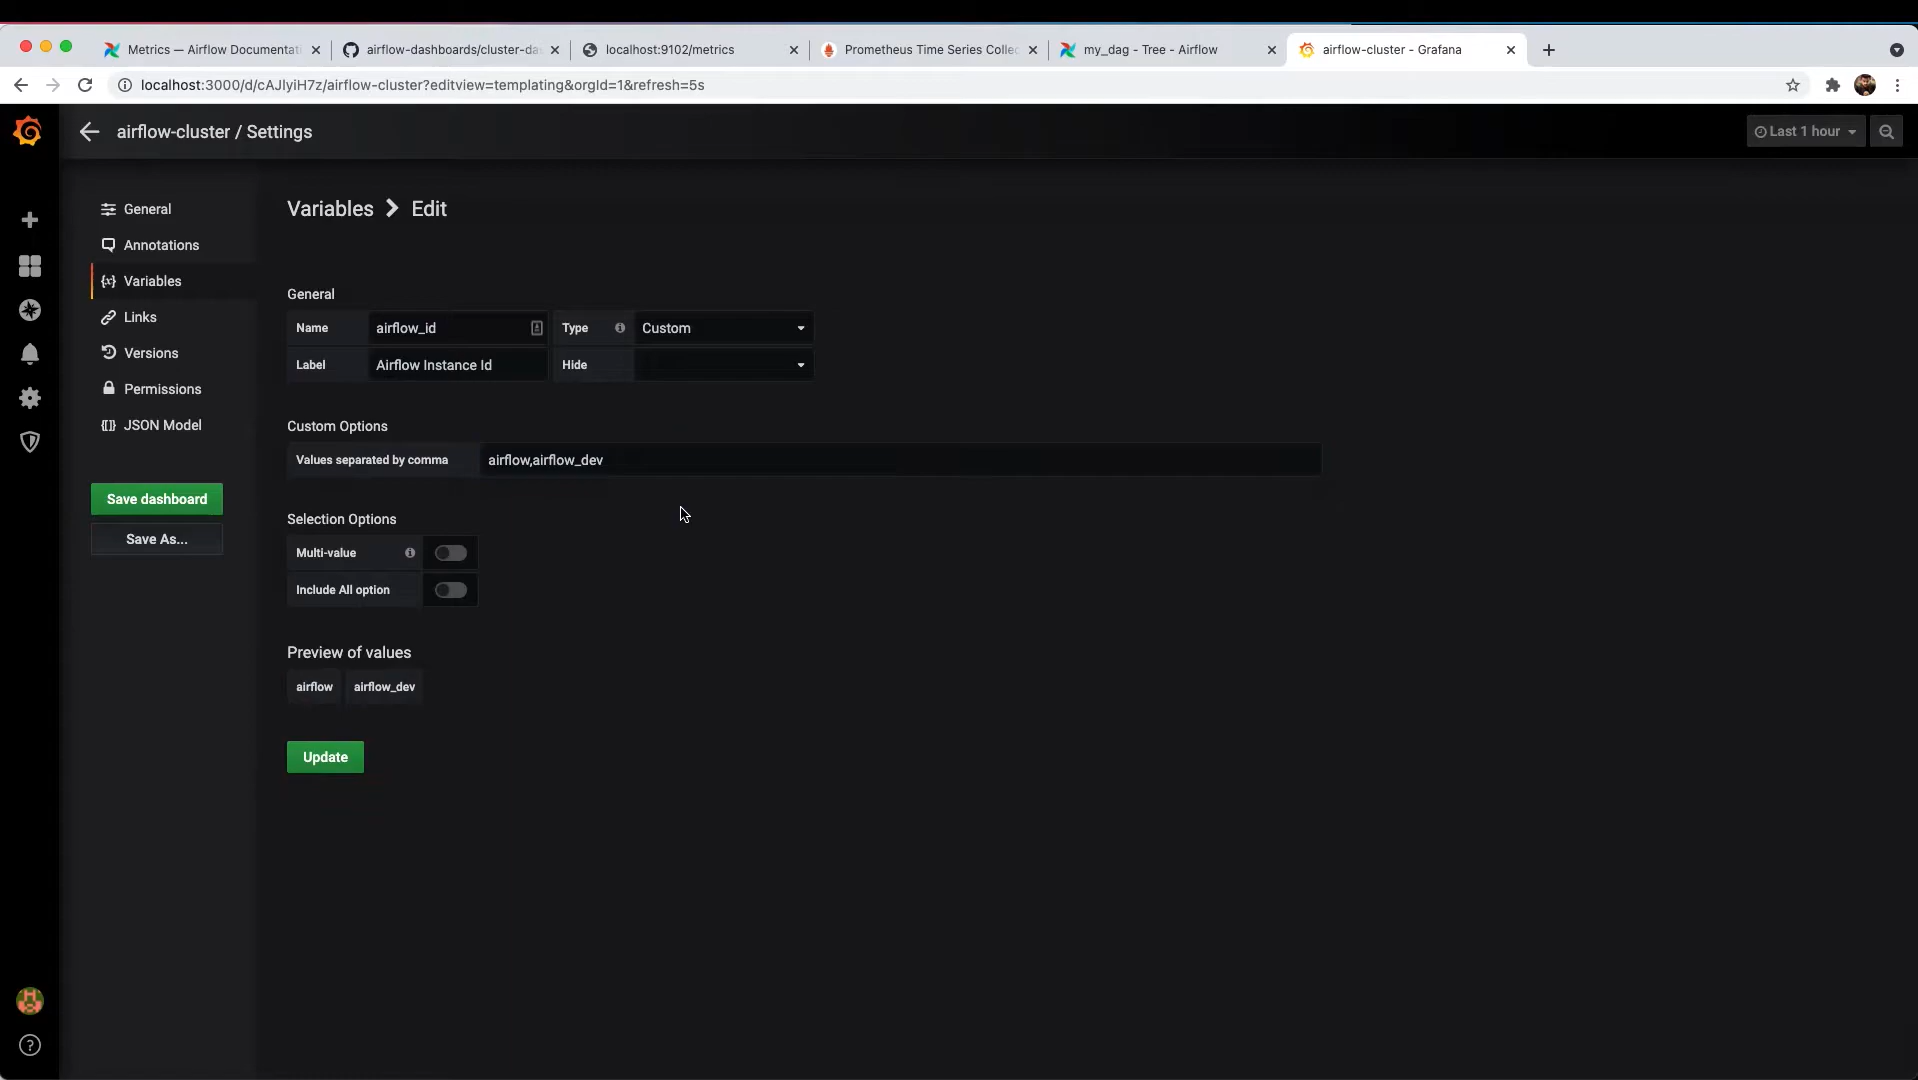 Metrics — Airflow Documentat
airflow-dashboards/cluster-da
localhost:9102/metrics
Prometheus Time Series Collec
my_dag - Tree - Airflow
airflow-cluster - Grafana
localhost:3000/d/cAJlyiH7z/airflow-cluster?editview=templating&orgId=1&refresh=5s
airflow-cluster / Settings
Last 1 hour
General
Annotations
Variables
Links
Versions
Permissions
JSON Model
Save dashboard
Save As...
Variables > Edit
General
Name airflow_id Type Custom
Label Airflow Instance Id Hide
Custom Options
Values separated by comma airflow,airflow_dev
Selection Options
Multi-value
Include All option
Preview of values
airflow airflow_dev
Update